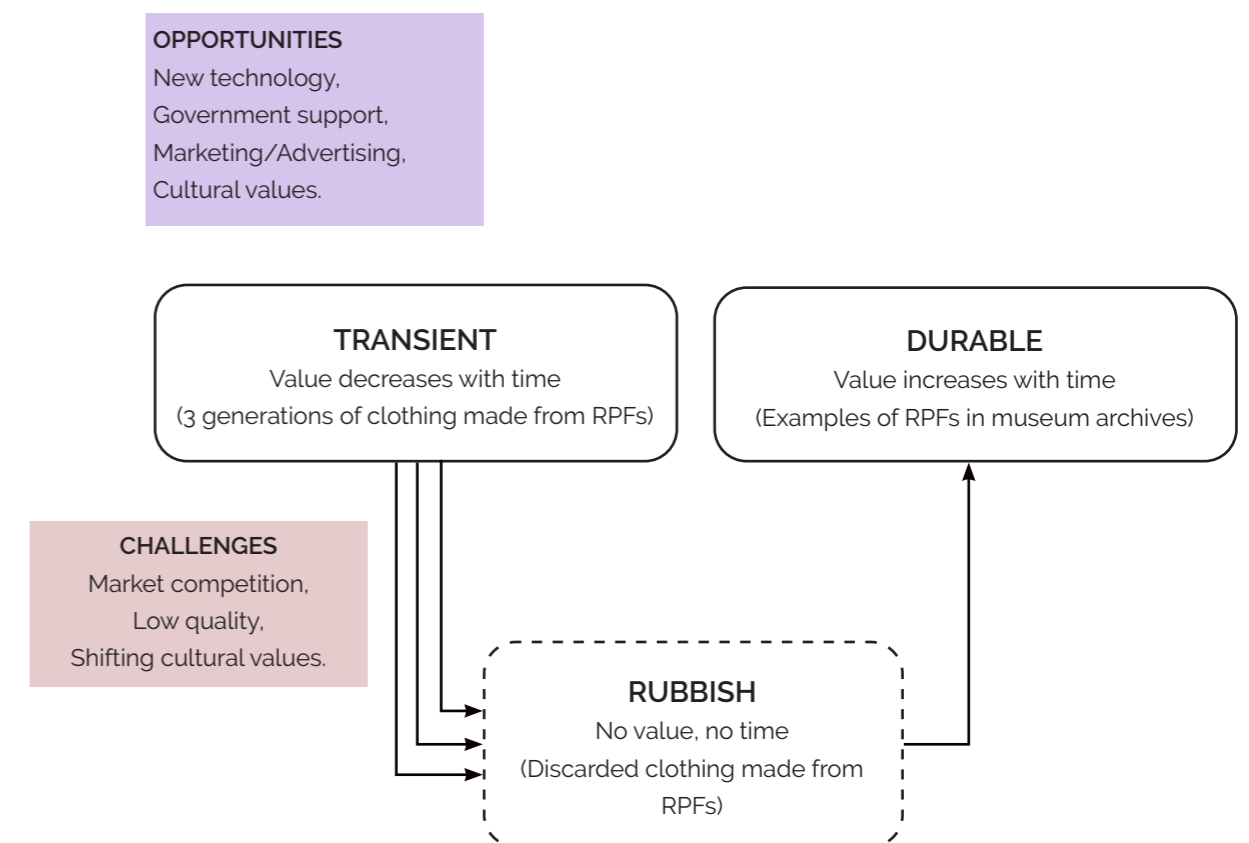 OPPORTUNITIES
New technology,
Government support,
Marketing/Advertising,
Cultural values.
TRANSIENT
Value decreases with time
(3 generations of clothing made from RPFs)
DURABLE
Value increases with time
(Examples of RPFs in museum archives)
CHALLENGES
Market competition,
Low quality,
Shifting cultural values.
RUBBISH
No value, no time
(Discarded clothing made from
RPFs)